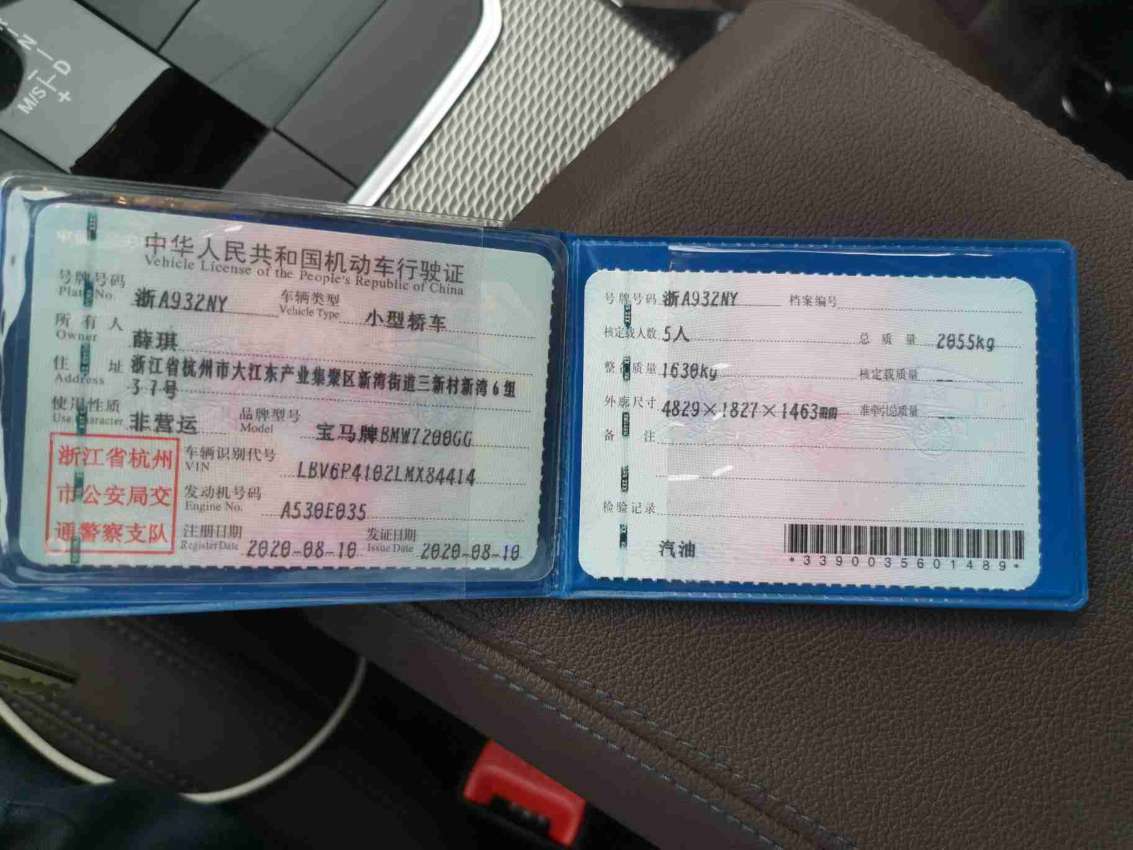 N
D
M/S
+
中华人民共和国机动车行驶证
Vehicle License of the People's Republic of China
号牌号码 浙A932NY 车辆类型 小型轿车
Plate No. Vehicle Type
所有人 薛琪
Owner
住址 浙江省杭州市大江东产业集聚区新湾街道三新村新湾6组
Address 37号
使用性质 非营运 品牌型号 宝马牌BMW7200GG
Use Character Model
浙江省杭州
市公安局交
通警察支队
车辆识别代号 LBV6P4102LMX84414
VIN
发动机号码 A530E035
Engine No.
注册日期 2020-08-10 发证日期 2020-08-10
Register Date Issue Date
号牌号码 浙A932NY 档案编号
核定载人数 5人 总质量 2055kg
整备质量 1630kg 核定载质量 --
外廓尺寸 4829×1827×1463mm 准牵引总质量 --
备注
检验记录
汽油
*3390035601489*